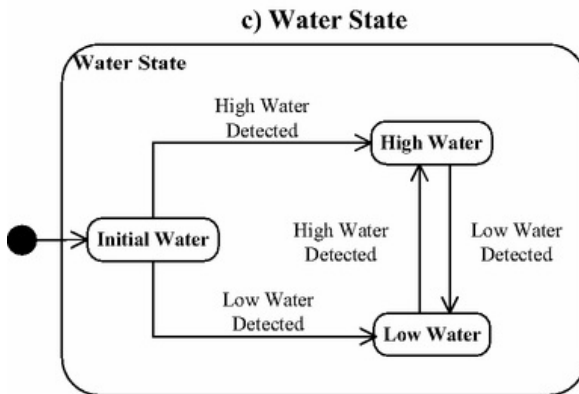 c) Water State
Water State
High Water
Detected
High Water
Initial Water
High Water
Detected
Low Water
Detected
Low Water
Detected
Low Water